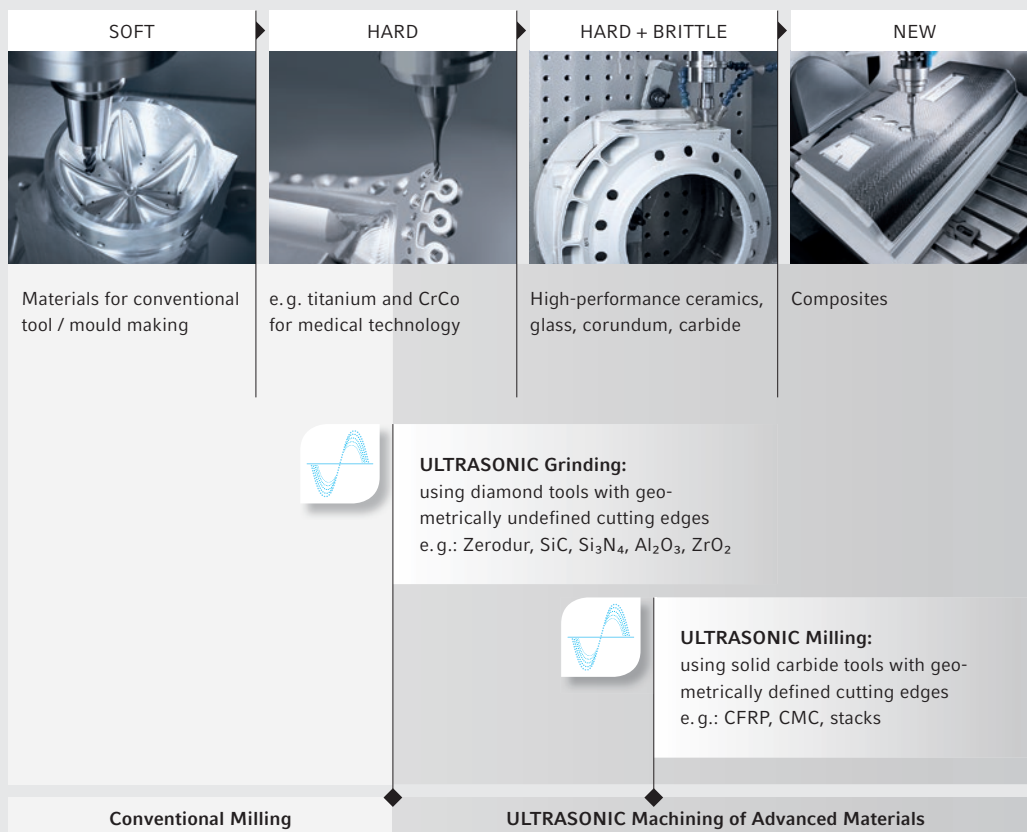 SOFT
HARD
HARD + BRITTLE
NEW
Materials for conventional
tool / mould making
e. g. titanium and CrCo
for medical technology
High-performance ceramics,
glass, corundum, carbide
Composites
ULTRASONIC Grinding:
using diamond tools with geo-
metrically undefined cutting edges
e. g.: Zerodur, SiC, Si₃N₄, Al₂O₃, ZrO₂
ULTRASONIC Milling:
using solid carbide tools with geo-
metrically defined cutting edges
e. g.: CFRP, CMC, stacks
Conventional Milling
ULTRASONIC Machining of Advanced Materials